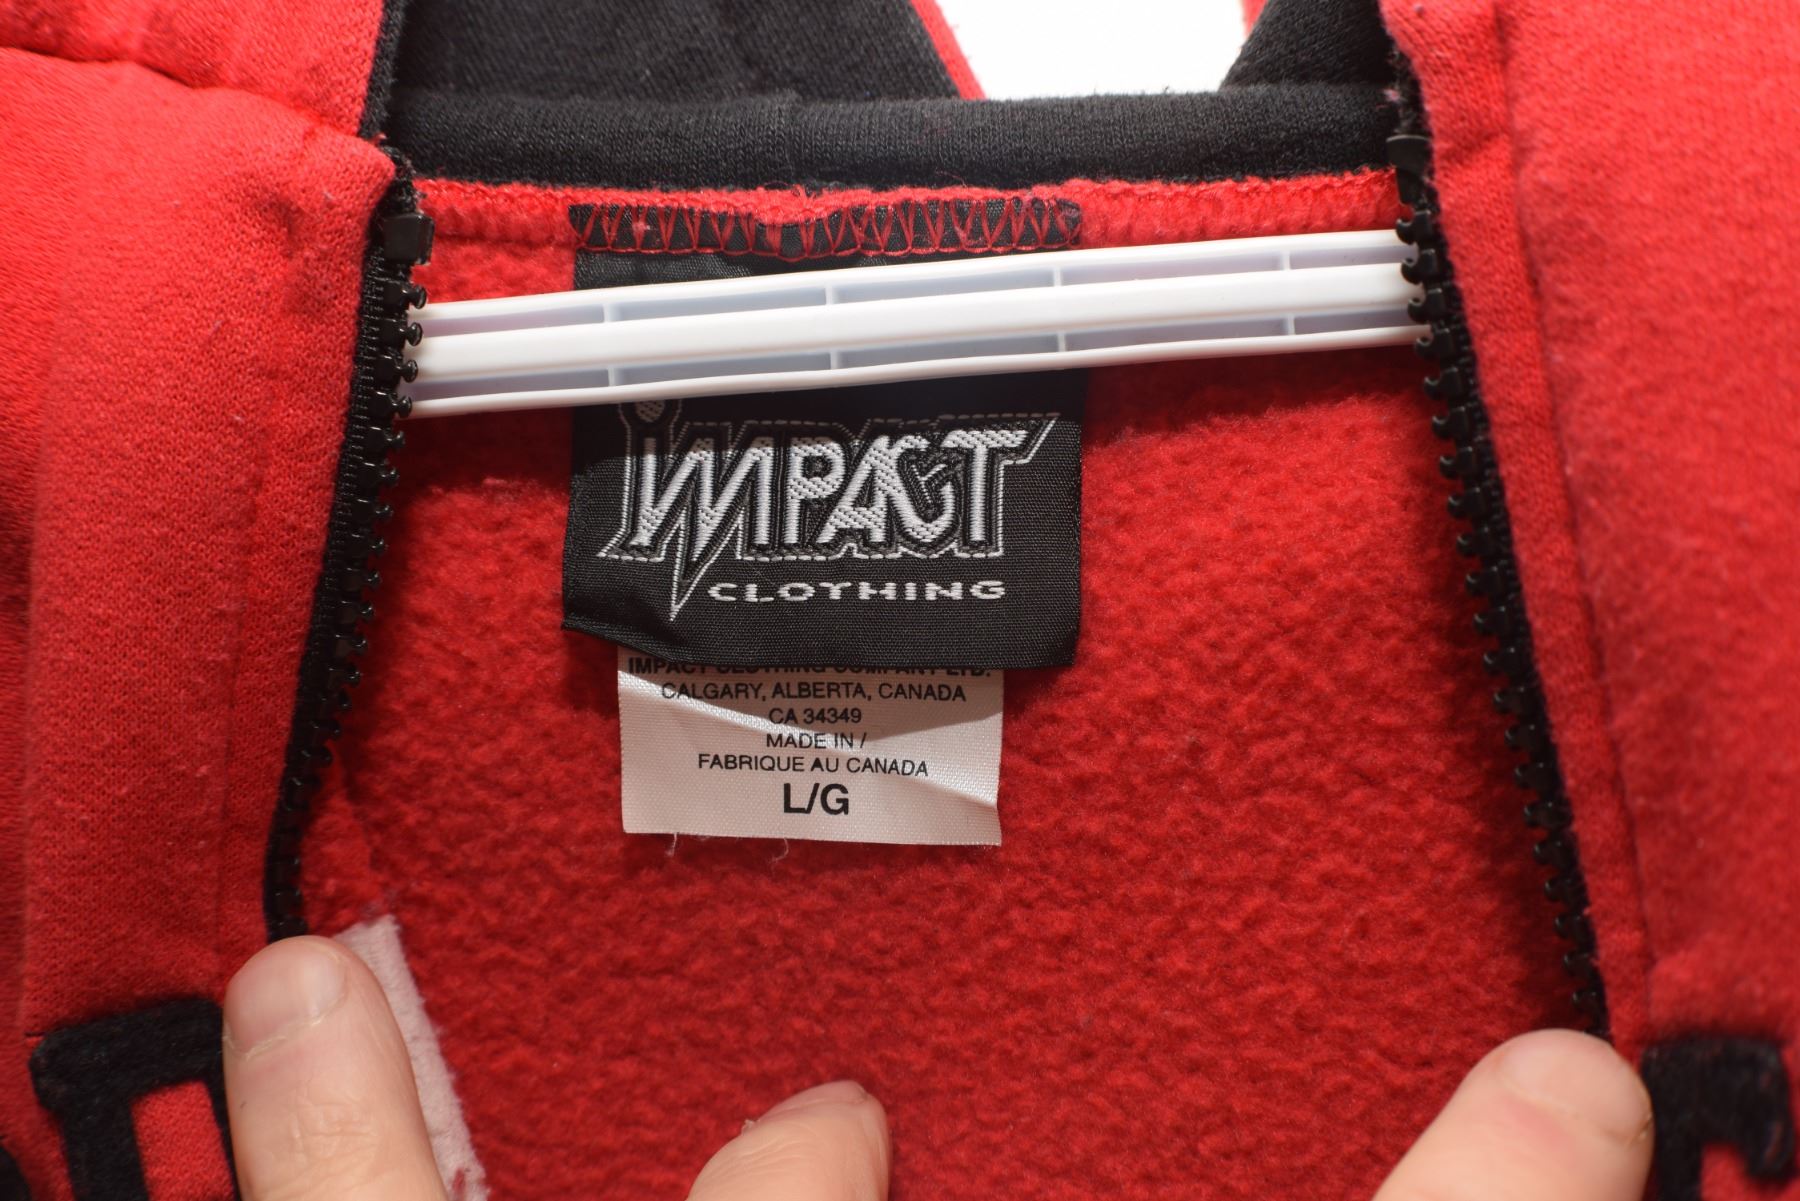 IMPACT
CLOTHING
IMPACT CLOTHING COMPANY LTD.
CALGARY, ALBERTA, CANADA
CA 34349
MADE IN /
FABRIQUE AU CANADA
L/G